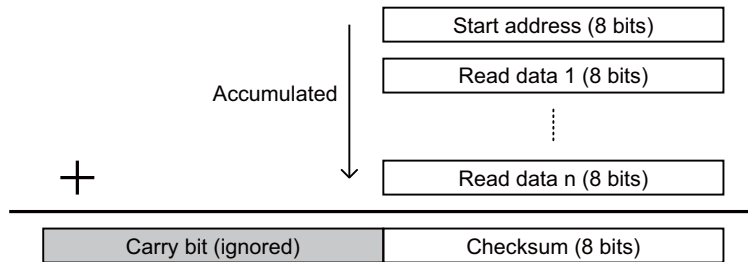 Start address (8 bits)
Read data 1 (8 bits)
Accumulated
Read data n (8 bits)
+
Carry bit (ignored)
Checksum (8 bits)